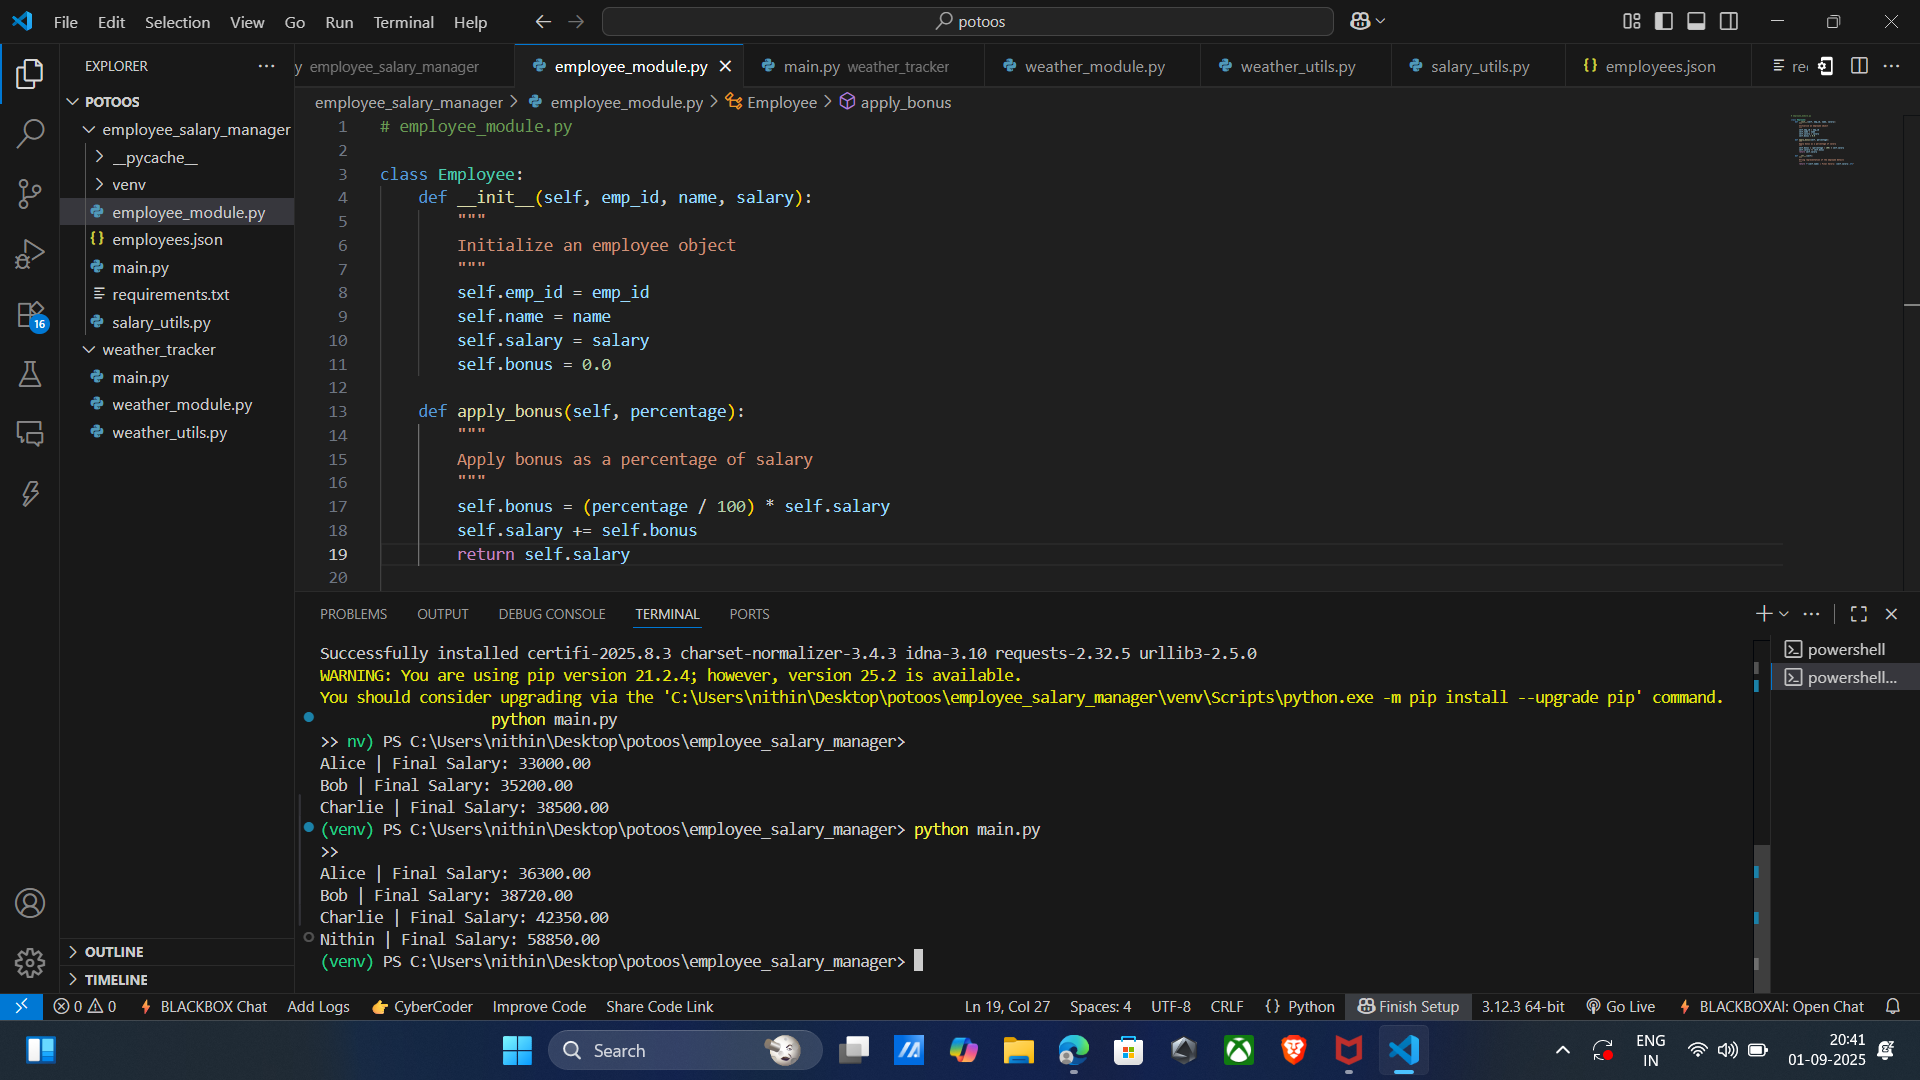 File Edit Selection View Go Run Terminal Help
potoos
EXPLORER
y employee_salary_manager
employee_module.py
main.py weather_tracker
weather_module.py
weather_utils.py
salary_utils.py
employees.json
POTOOS
employee_salary_manager
__pycache__
venv
employee_module.py
employees.json
main.py
requirements.txt
salary_utils.py
weather_tracker
main.py
weather_module.py
weather_utils.py
16
OUTLINE
TIMELINE
employee_salary_manager > employee_module.py > Employee > apply_bonus
1 # employee_module.py
2
3 class Employee:
4 def __init__(self, emp_id, name, salary):
5 """
6 Initialize an employee object
7 """
8 self.emp_id = emp_id
9 self.name = name
10 self.salary = salary
11 self.bonus = 0.0
12
13 def apply_bonus(self, percentage):
14 """
15 Apply bonus as a percentage of salary
16 """
17 self.bonus = (percentage / 100) * self.salary
18 self.salary += self.bonus
19 return self.salary
20
PROBLEMS OUTPUT DEBUG CONSOLE TERMINAL PORTS
Successfully installed certifi-2025.8.3 charset-normalizer-3.4.3 idna-3.10 requests-2.32.5 urllib3-2.5.0
WARNING: You are using pip version 21.2.4; however, version 25.2 is available.
You should consider upgrading via the 'C:\Users\nithin\Desktop\potoos\employee_salary_manager\venv\Scripts\python.exe -m pip install --upgrade pip' command.
python main.py
>> nv) PS C:\Users\nithin\Desktop\potoos\employee_salary_manager>
Alice | Final Salary: 33000.00
Bob | Final Salary: 35200.00
Charlie | Final Salary: 38500.00
(venv) PS C:\Users\nithin\Desktop\potoos\employee_salary_manager> python main.py
>>
Alice | Final Salary: 36300.00
Bob | Final Salary: 38720.00
Charlie | Final Salary: 42350.00
Nithin | Final Salary: 58850.00
(venv) PS C:\Users\nithin\Desktop\potoos\employee_salary_manager>
powershell
powershell...
0 0 BLACKBOX Chat Add Logs CyberCoder Improve Code Share Code Link
Ln 19, Col 27 Spaces: 4 UTF-8 CRLF {} Python Finish Setup 3.12.3 64-bit Go Live BLACKBOXAI: Open Chat
Search
ENG
IN
20:41
01-09-2025